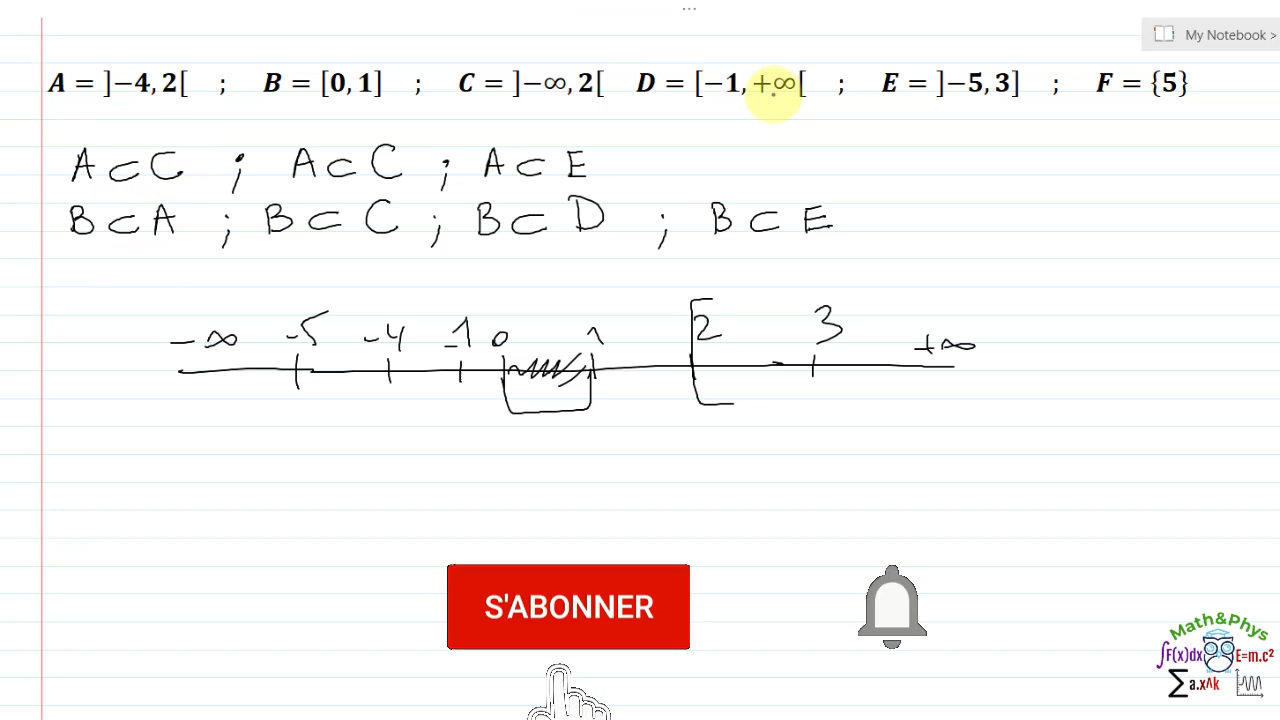 ...
My Notebook >
A = ]−4, 2[ ; B = [0, 1] ; C = ]−∞, 2[ D = [−1, +∞[ ; E = ]−5, 3] ; F = {5}
A ⊂ C ; A ⊂ C ; A ⊂ E
B ⊂ A ; B ⊂ C ; B ⊂ D ; B ⊂ E
−∞ -5 -4 -1 0 1 [2 3 +∞
S'ABONNER
Math&Phys
∫F(x)dx E=m.c²
∑ a.x∧k